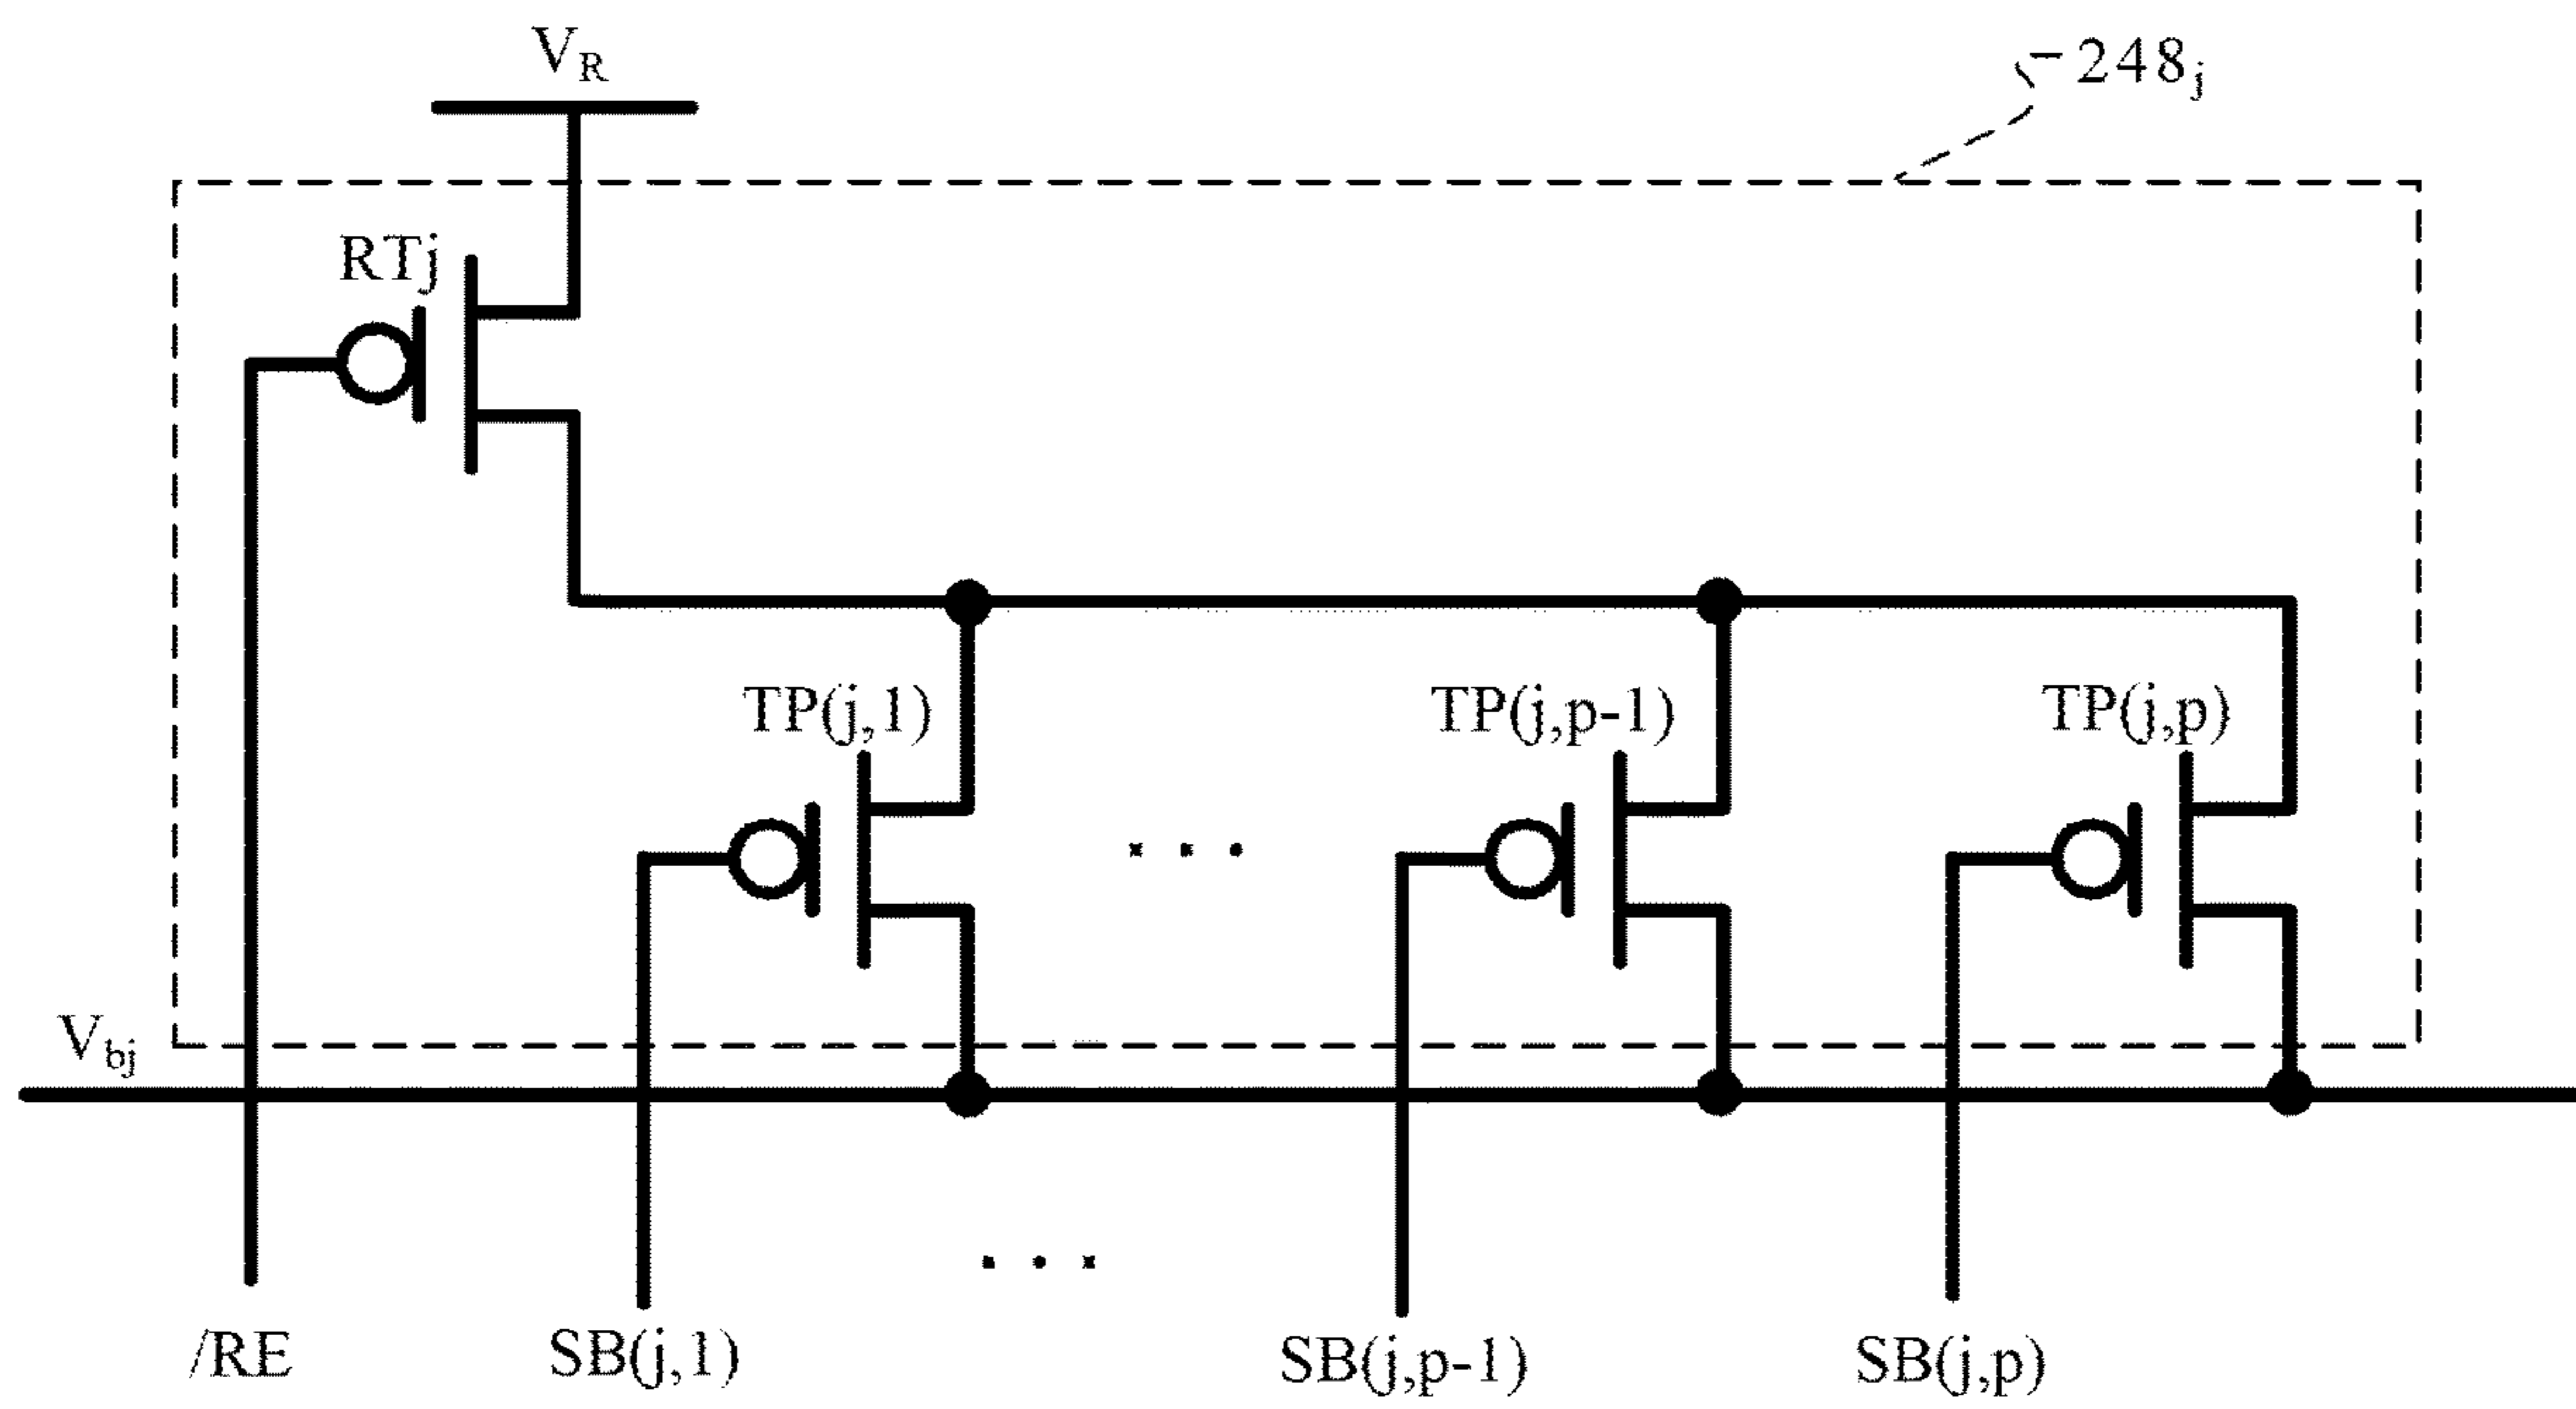 V_R
248_j
RTj
TP(j,1)
TP(j,p-1)
TP(j,p)
...
V_bj
...
/RE
SB(j,1)
SB(j,p-1)
SB(j,p)